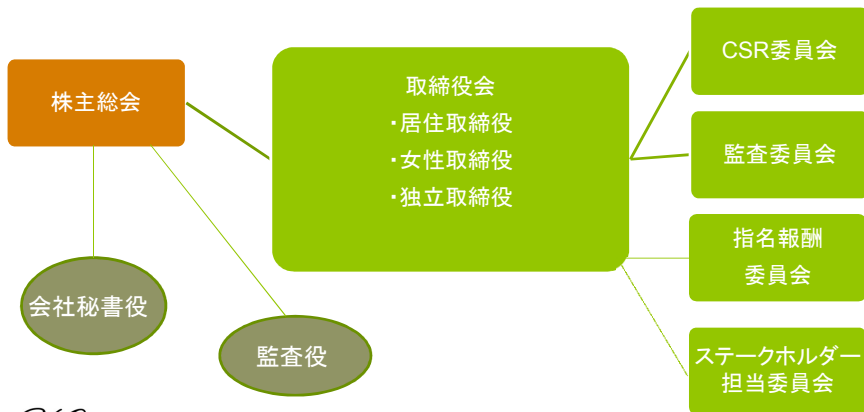 株主総会
取締役会
・居住取締役
・女性取締役
・独立取締役
CSR委員会
監査委員会
指名報酬
委員会
ステークホルダー
担当委員会
会社秘書役
監査役